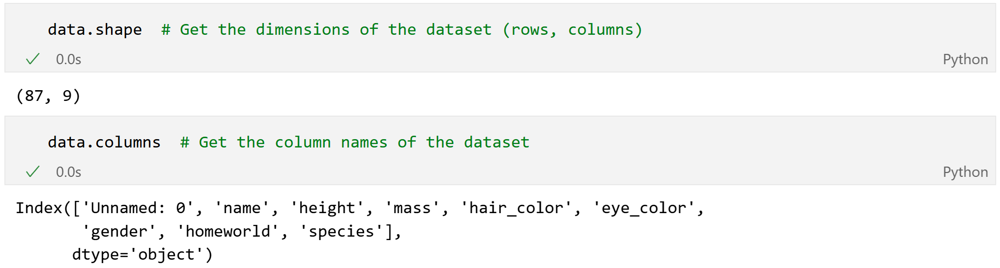 data.shape  # Get the dimensions of the dataset (rows, columns)
0.0s
Python
(87, 9)
data.columns  # Get the column names of the dataset
0.0s
Python
Index(['Unnamed: 0', 'name', 'height', 'mass', 'hair_color', 'eye_color',
       'gender', 'homeworld', 'species'],
      dtype='object')